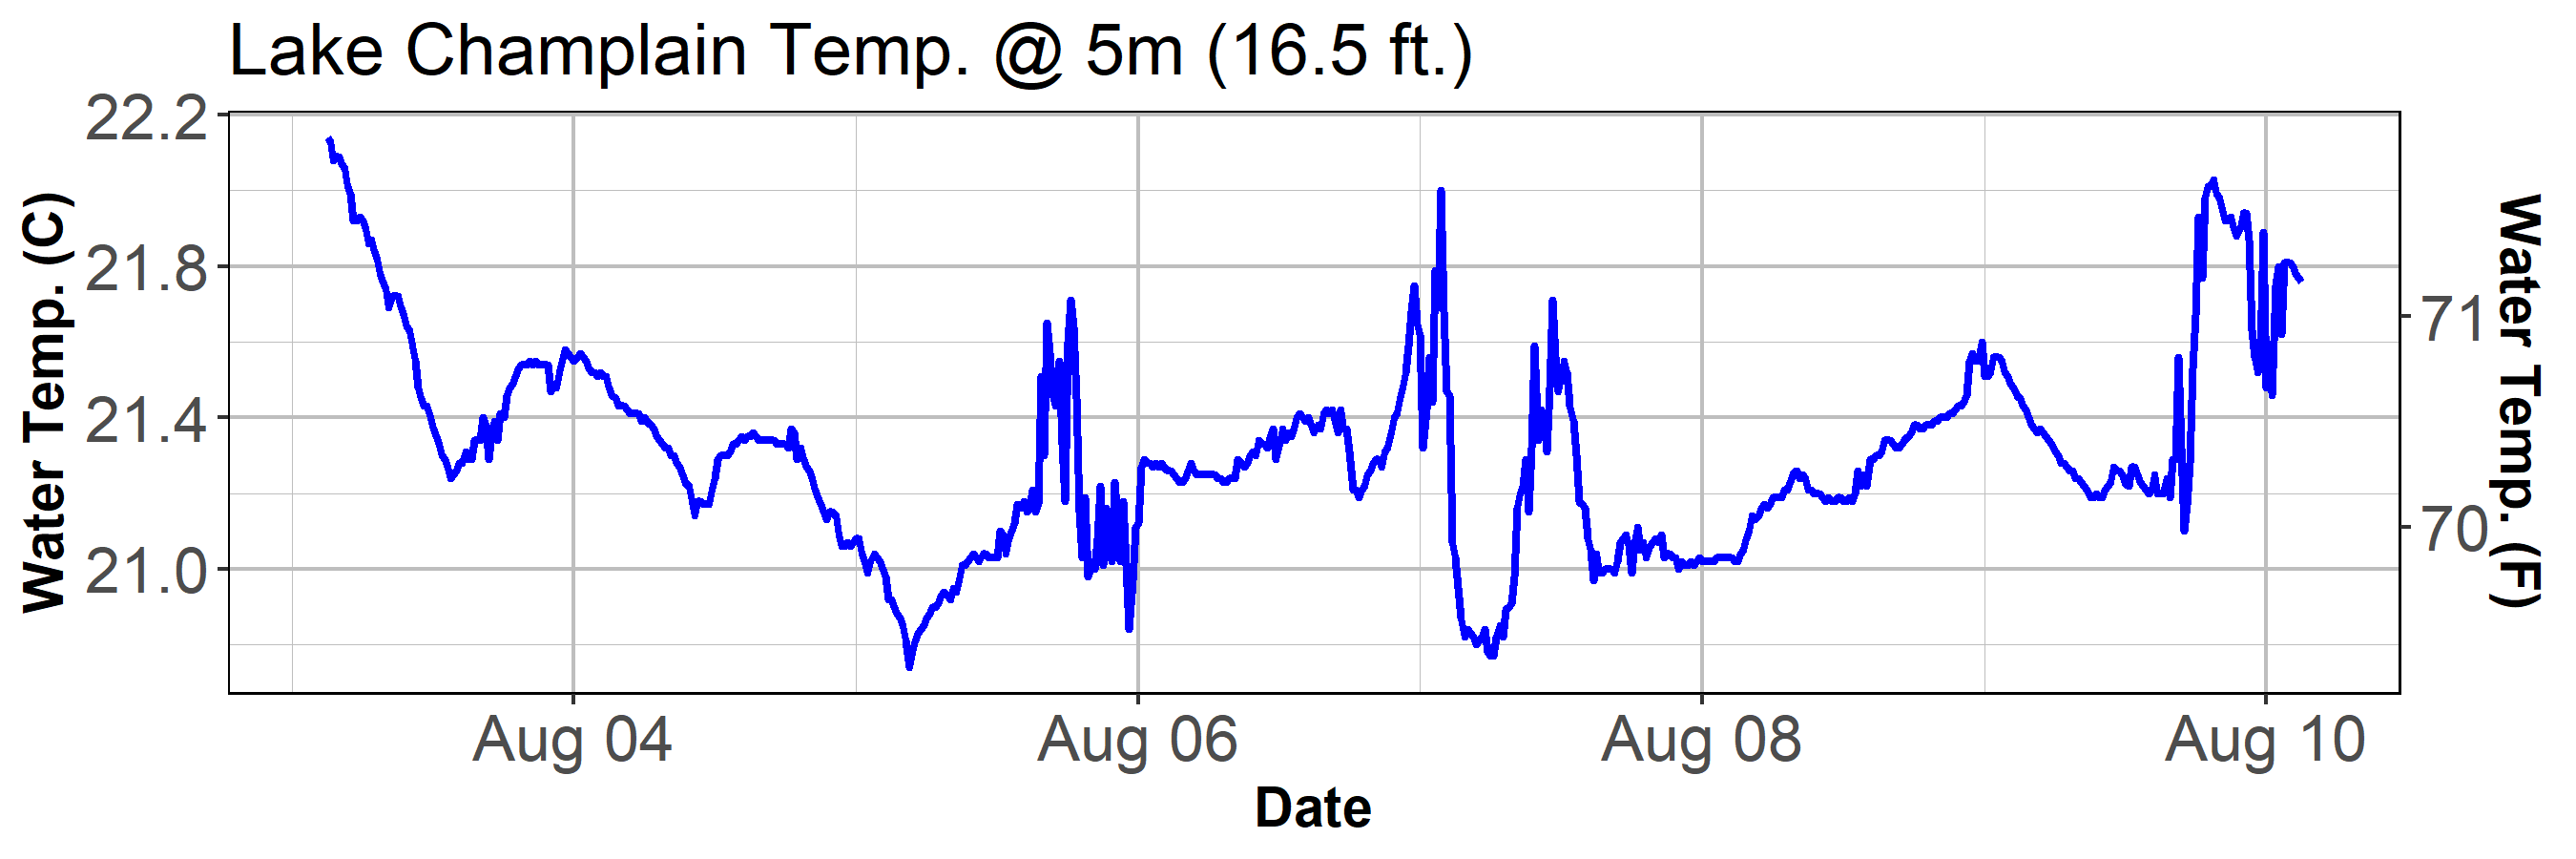 Lake Champlain Temp. @ 5m (16.5 ft.)
Water Temp. (C)
22.2
21.8
21.4
21.0
Water Temp. (F)
71
70
Aug 04
Aug 06
Aug 08
Aug 10
Date